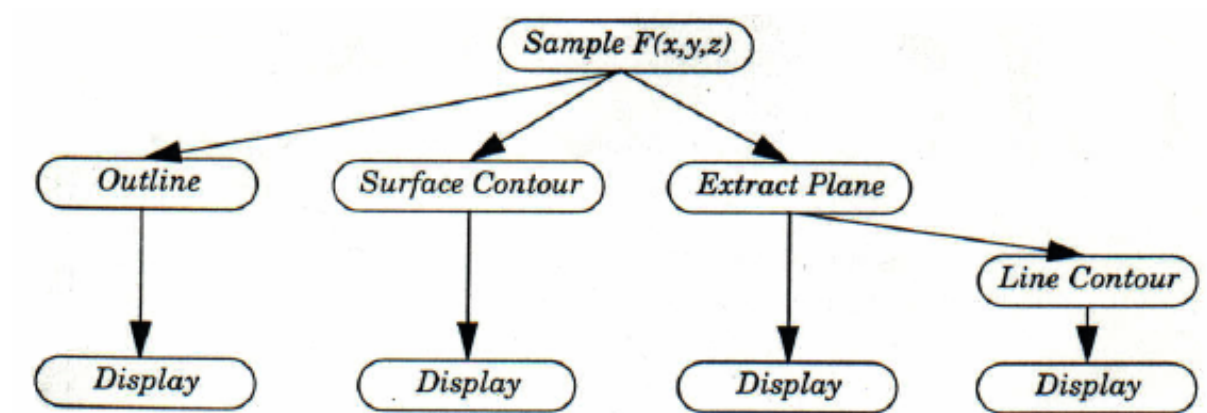 Sample F(x,y,z)
Outline
Surface Contour
Extract Plane
Line Contour
Display
Display
Display
Display